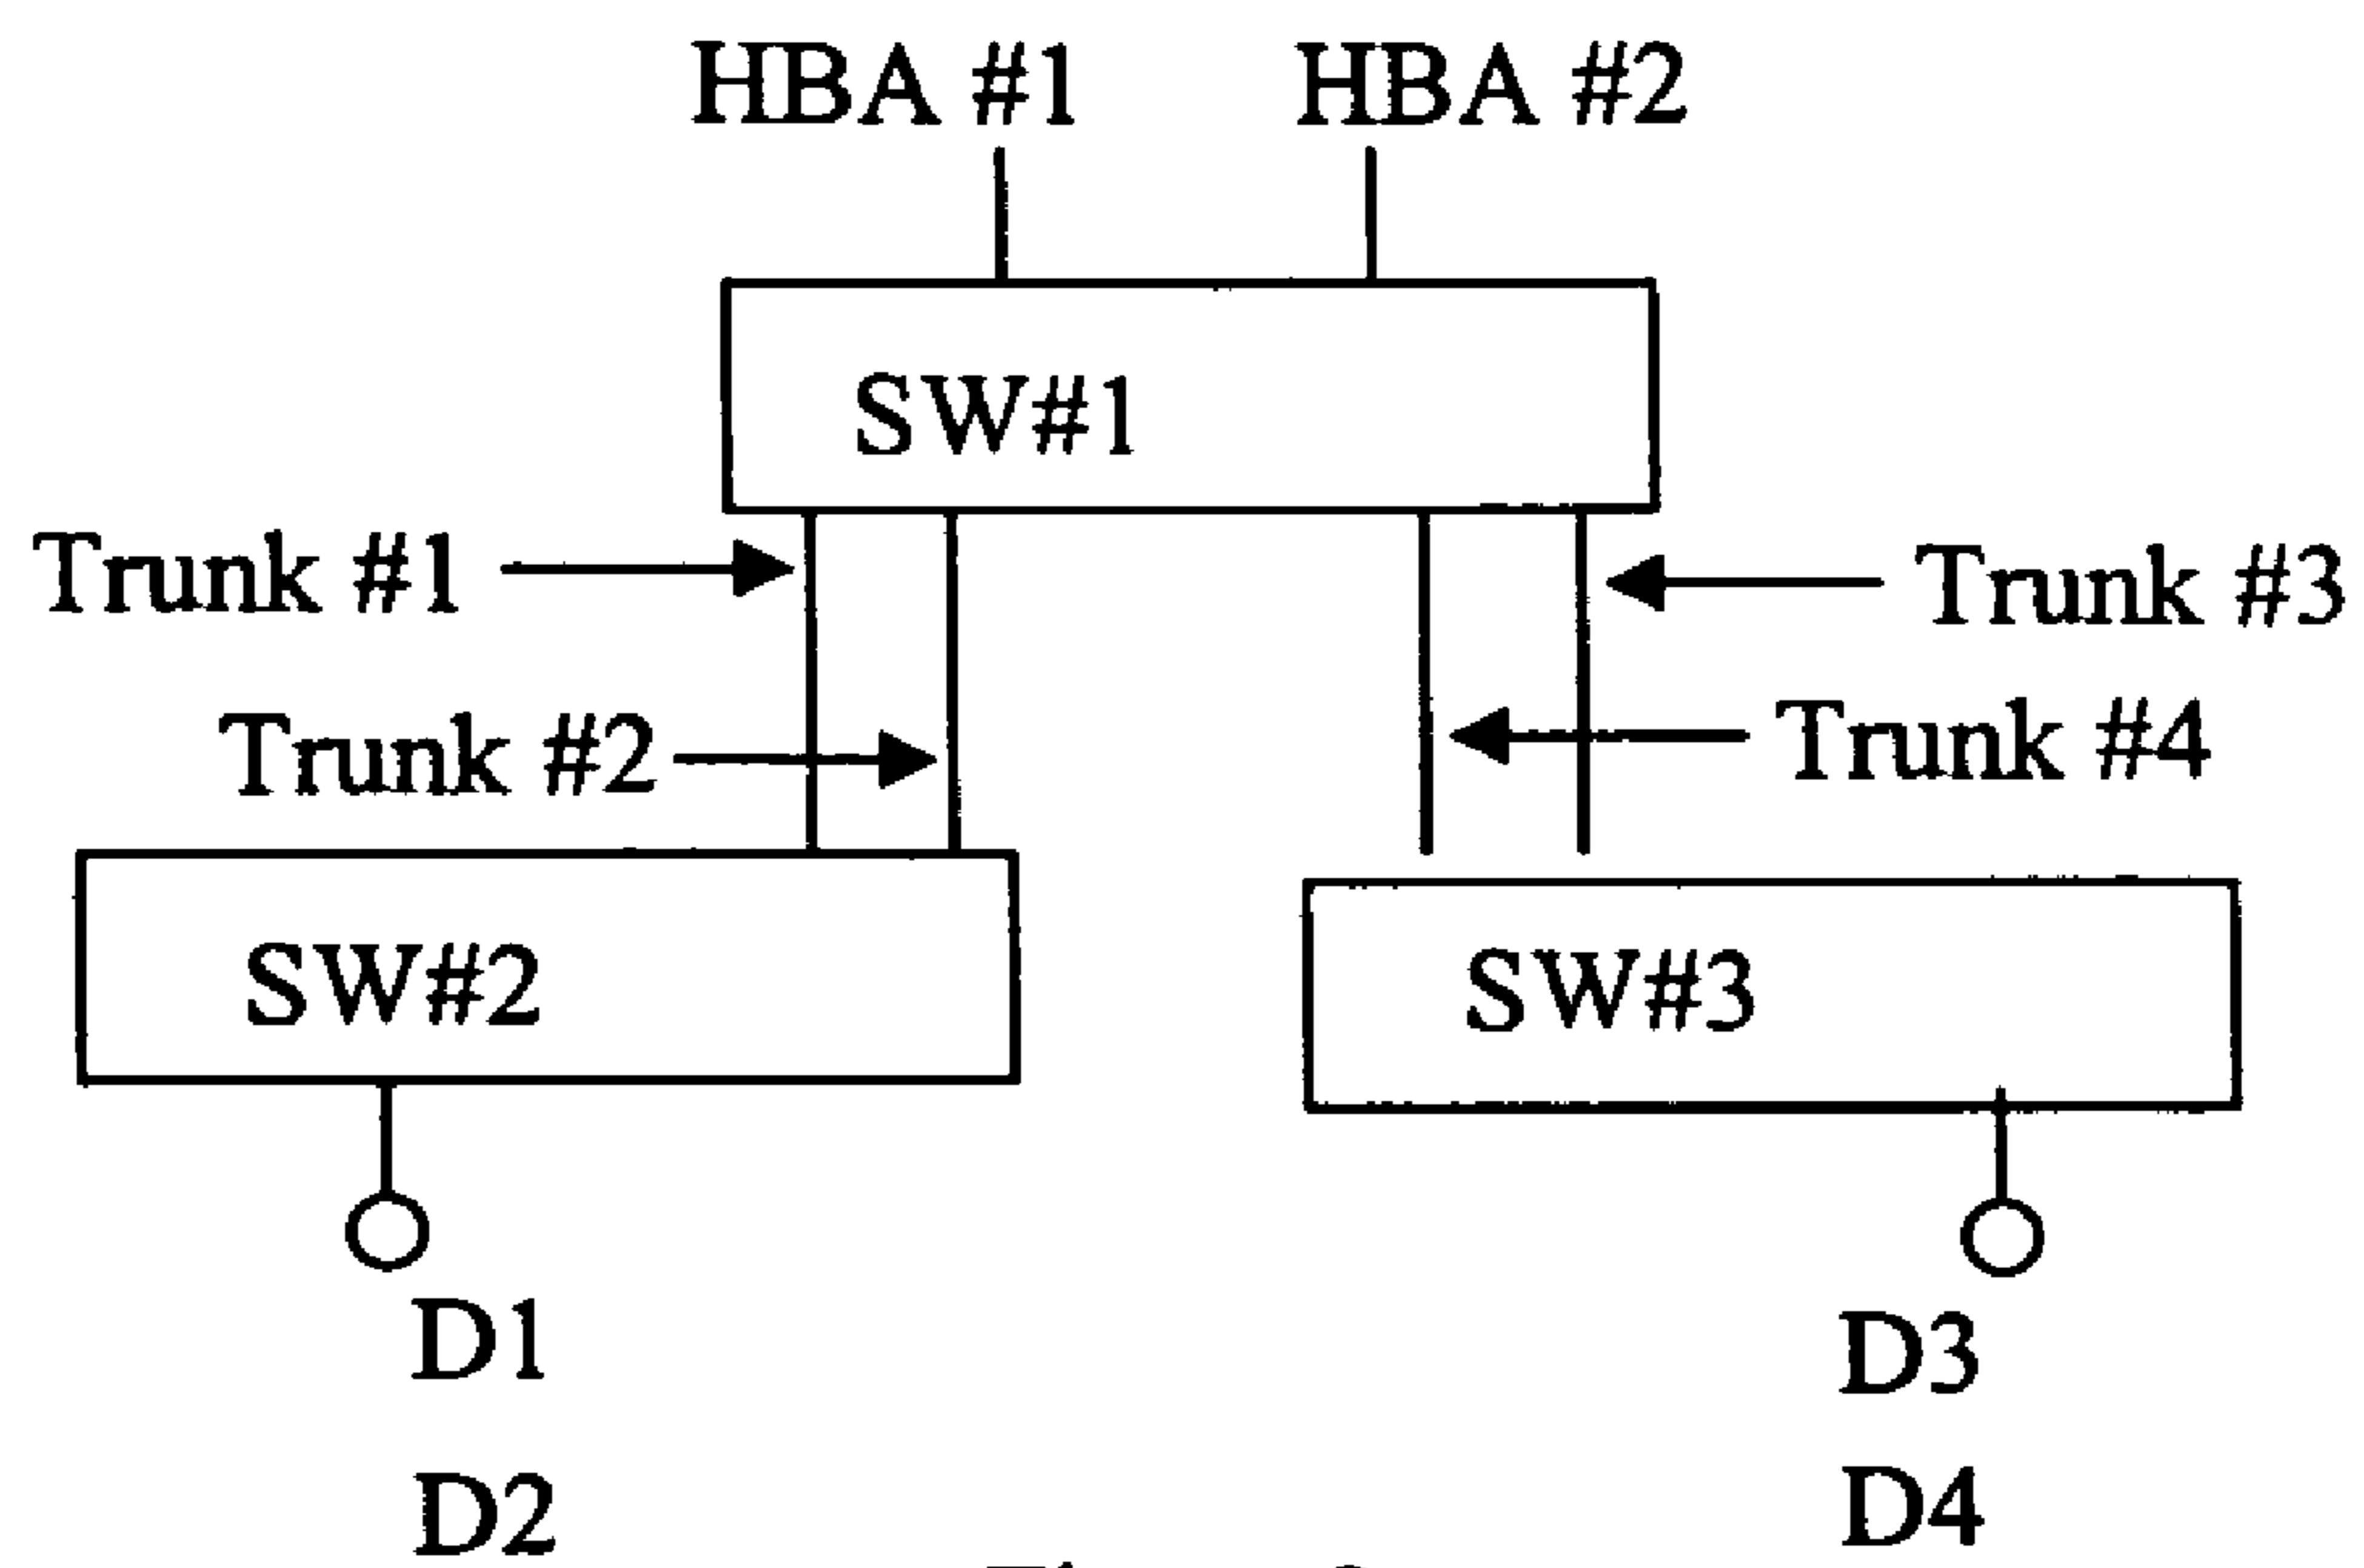 HBA #1 HBA #2
SW#1
Trunk #1
Trunk #3
Trunk #2
Trunk #4
SW#2
SW#3
D1
D3
D2
D4